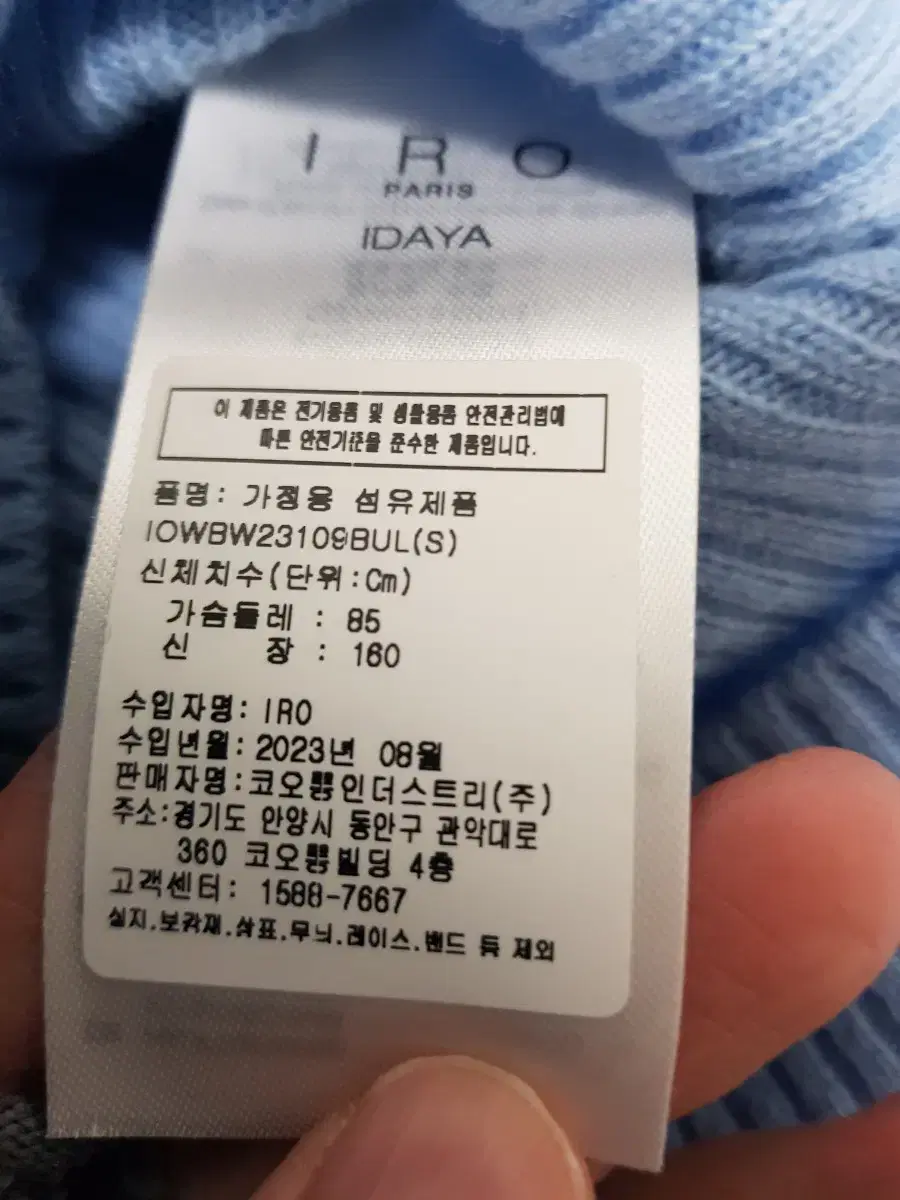 I R O
PARIS
IDAYA
이 제품은 전기용품 및 생활용품 안전관리법에
따른 안전기준을 준수한 제품입니다.
품명: 가정용 섬유제품
IOWBW23109BUL(S)
신체치수(단위:Cm)
가슴둘레 : 85
신 장 : 160
수입자명: IRO
수입년월: 2023년 08월
판매자명:코오롱인더스트리(주)
주소:경기도 안양시 동안구 관악대로
360 코오롱빌딩 4층
고객센터: 1588-7667
실지.보강재.상표.무늬.레이스.밴드 등 제외